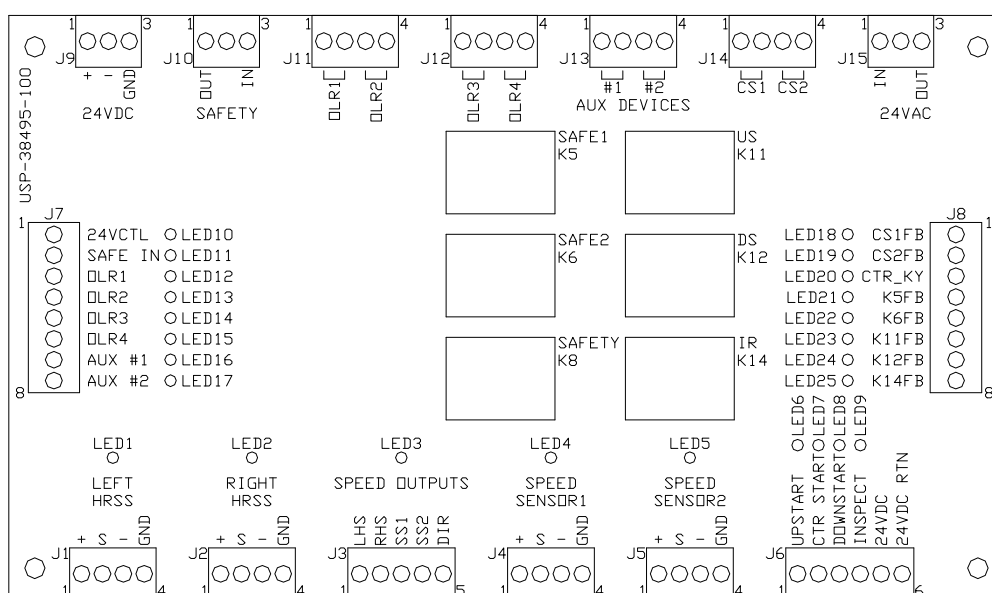 1 3 1 3 1 4 1 4 1 4 1 4 1 3
J9 J10 J11 J12 J13 J14 J15
+ - GND OUT IN OLR1 OLR2 OLR3 OLR4 #1 #2 CS1 CS2 IN OUT
24VDC SAFETY AUX DEVICES 24VAC
USP-38495-100
SAFE1 US
K5 K11
SAFE2 DS
K6 K12
SAFETY IR
K8 K14
J7
1
24VCTL LED10
SAFE IN LED11
OLR1 LED12
OLR2 LED13
OLR3 LED14
OLR4 LED15
AUX #1 LED16
AUX #2 LED17
8
J8
1
LED18 CS1FB
LED19 CS2FB
LED20 CTR_KY
LED21 K5FB
LED22 K6FB
LED23 K11FB
LED24 K12FB
LED25 K14FB
8
LED1 LED2 LED3 LED4 LED5
LEFT RIGHT SPEED OUTPUTS SPEED SPEED
HRSS HRSS SENSOR1 SENSOR2
UPSTART LED6
CTR START LED7
DOWNSTART LED8
INSPECT LED9
24VDC
24VDC RTN
+ S - GND + S - GND LHS RHS SS1 SS2 DIR + S - GND + S - GND
J1 J2 J3 J4 J5 J6
1 4 1 4 1 5 1 4 1 4 1 6